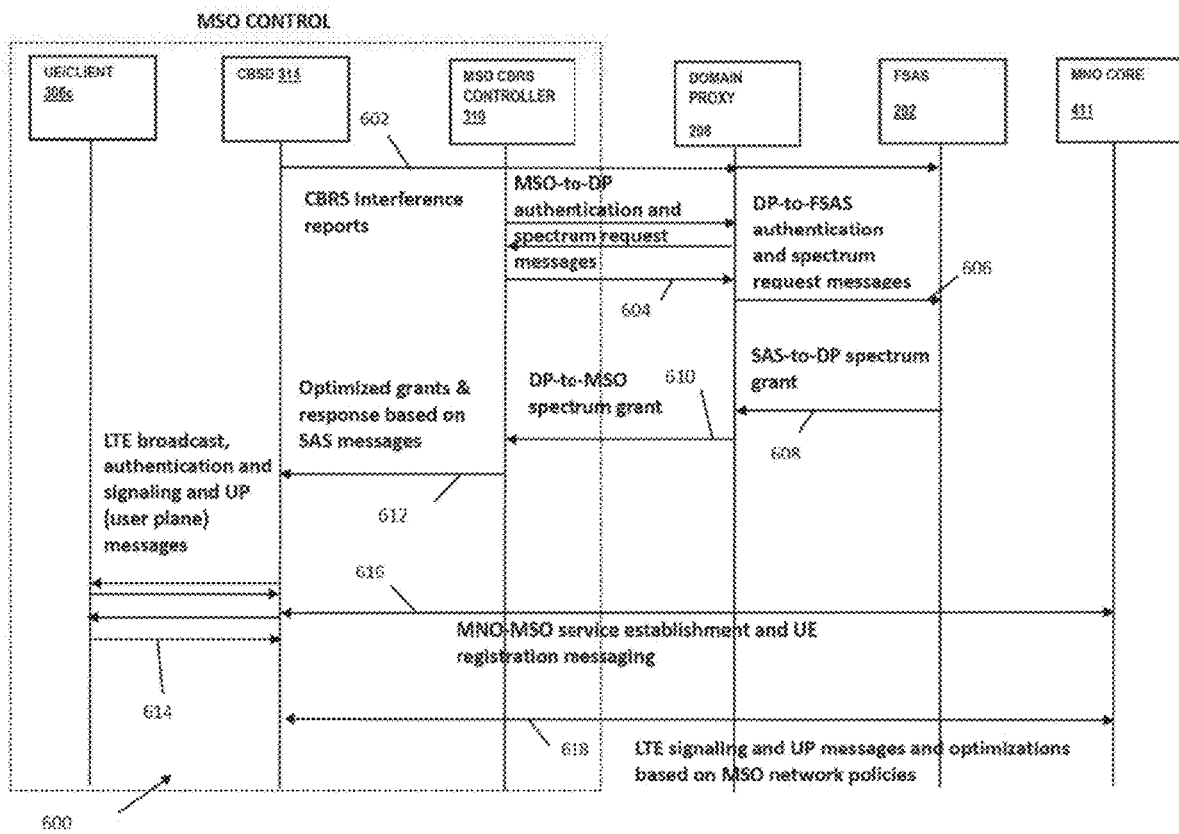 MSO CONTROL
UE/CLIENT
306c
CBSD 315
MSO CBRS
CONTROLLER
310
DOMAIN
PROXY
208
FSAS
202
MNO CORE
411
602
CBRS Interference
reports
MSO-to-DP
authentication and
spectrum request
messages
604
DP-to-FSAS
authentication
and spectrum
request messages
606
SAS-to-DP spectrum
grant
608
DP-to-MSO
spectrum grant
610
Optimized grants &
response based on
SAS messages
612
LTE broadcast,
authentication and
signaling and UP
(user plane)
messages
614
616
MNO-MSO service establishment and UE
registration messaging
618
LTE signaling and UP messages and optimizations
based on MSO network policies
600